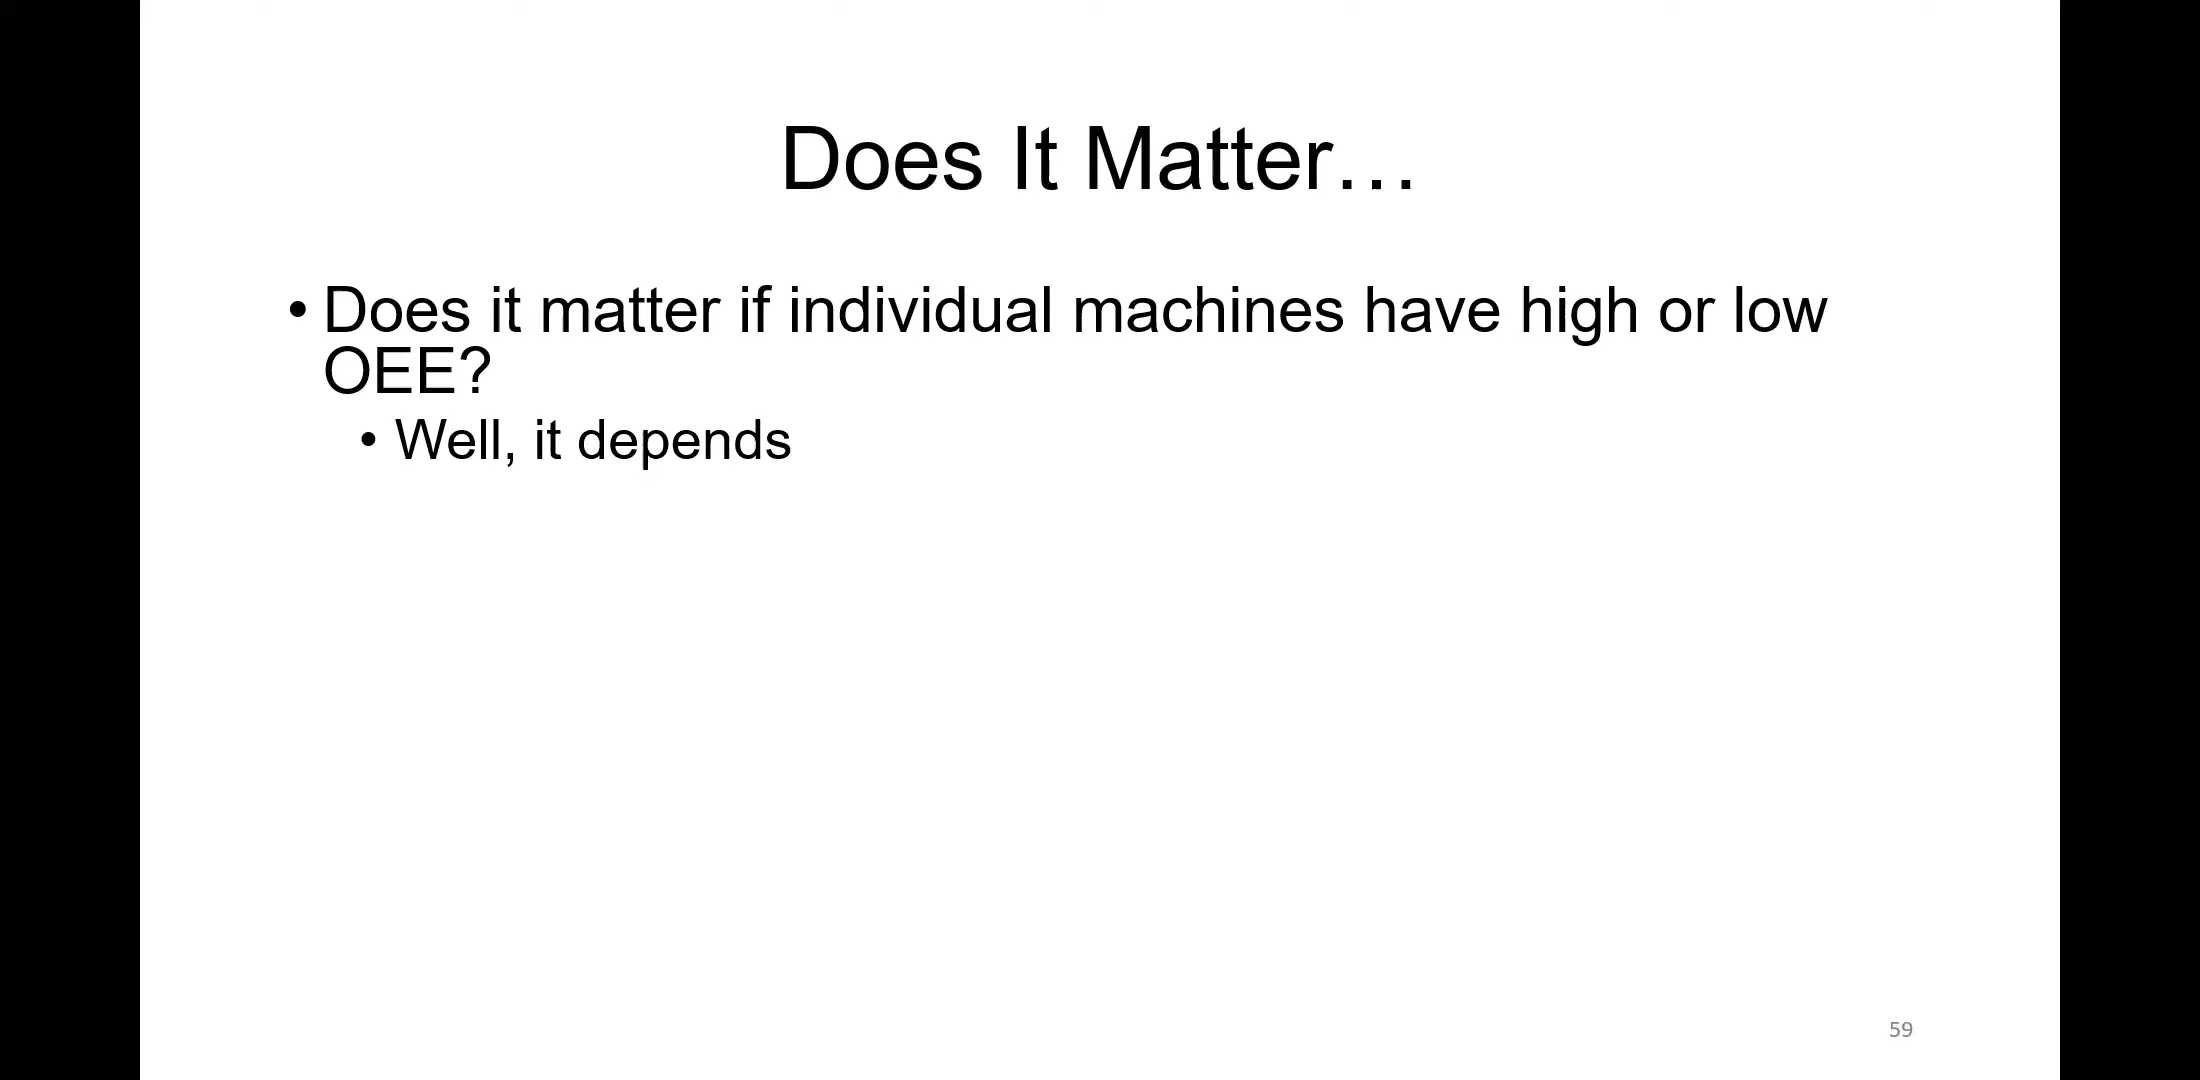 Does It Matter…
• Does it matter if individual machines have high or low
OEE?
• Well, it depends
59